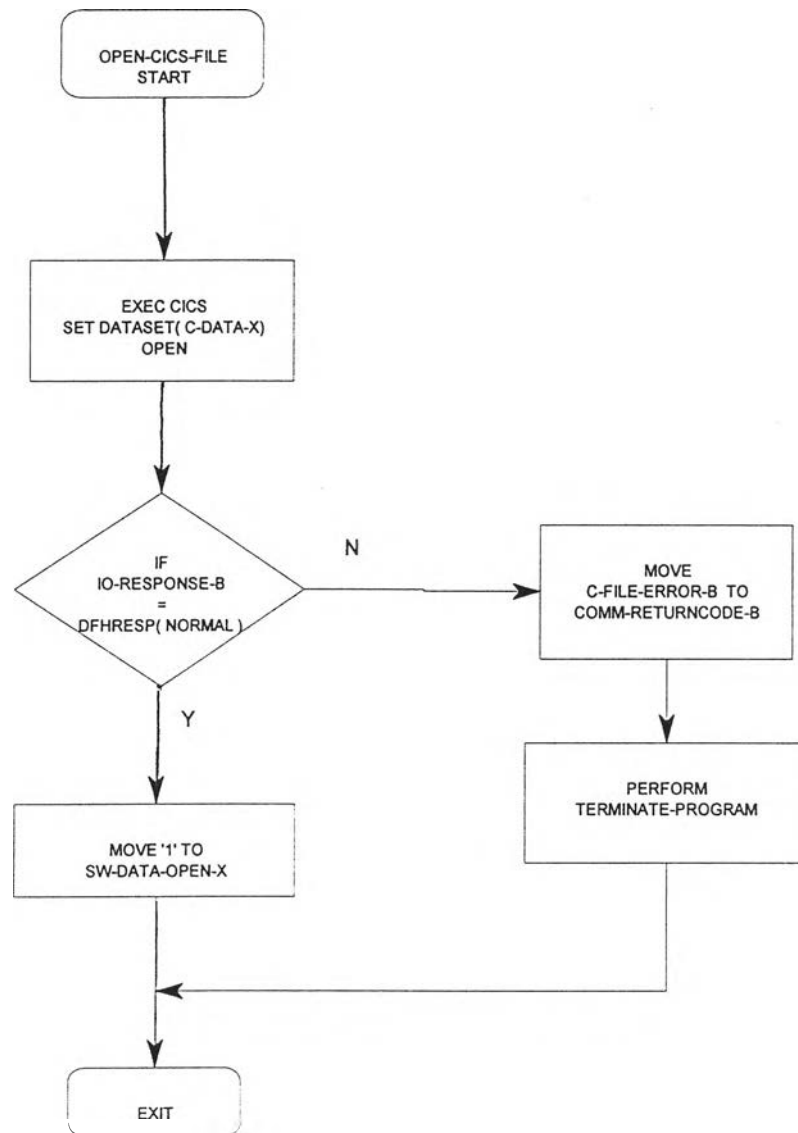 OPEN-CICS-FILE
START
EXEC CICS
SET DATASET( C-DATA-X)
OPEN
IF
IO-RESPONSE-B
=
DFHRESP( NORMAL )
N
MOVE
C-FILE-ERROR-B TO
COMM-RETURNCODE-B
Y
PERFORM
TERMINATE-PROGRAM
MOVE '1' TO
SW-DATA-OPEN-X
EXIT